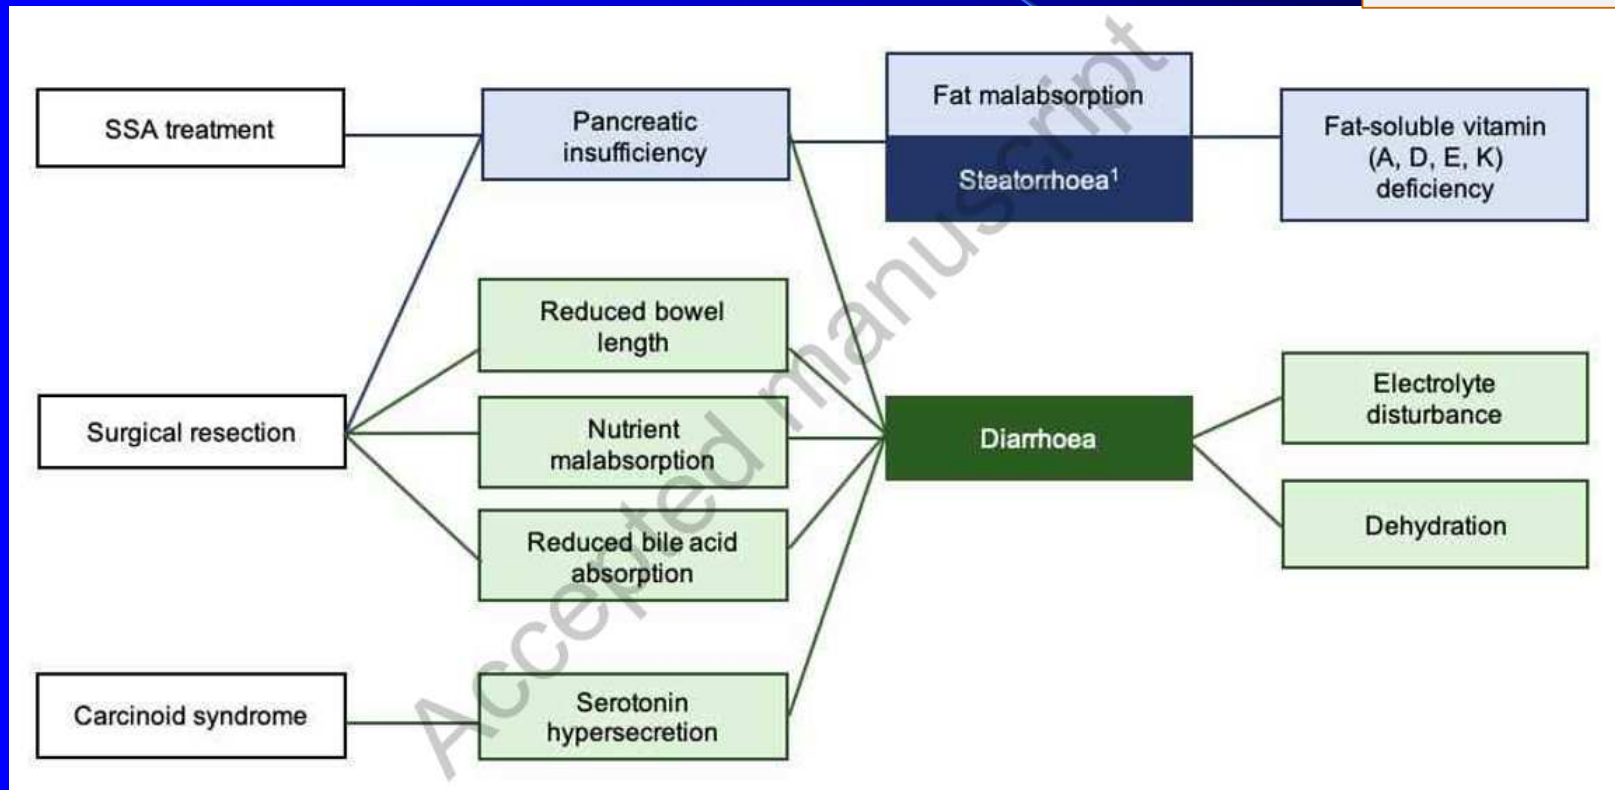 SSA treatment
Pancreatic
insufficiency
Fat malabsorption
Steatorrhoea¹
Fat-soluble vitamin
(A, D, E, K)
deficiency
Surgical resection
Reduced bowel
length
Nutrient
malabsorption
Reduced bile acid
absorption
Diarrhoea
Electrolyte
disturbance
Dehydration
Carcinoid syndrome
Serotonin
hypersecretion
Accepted manuscript